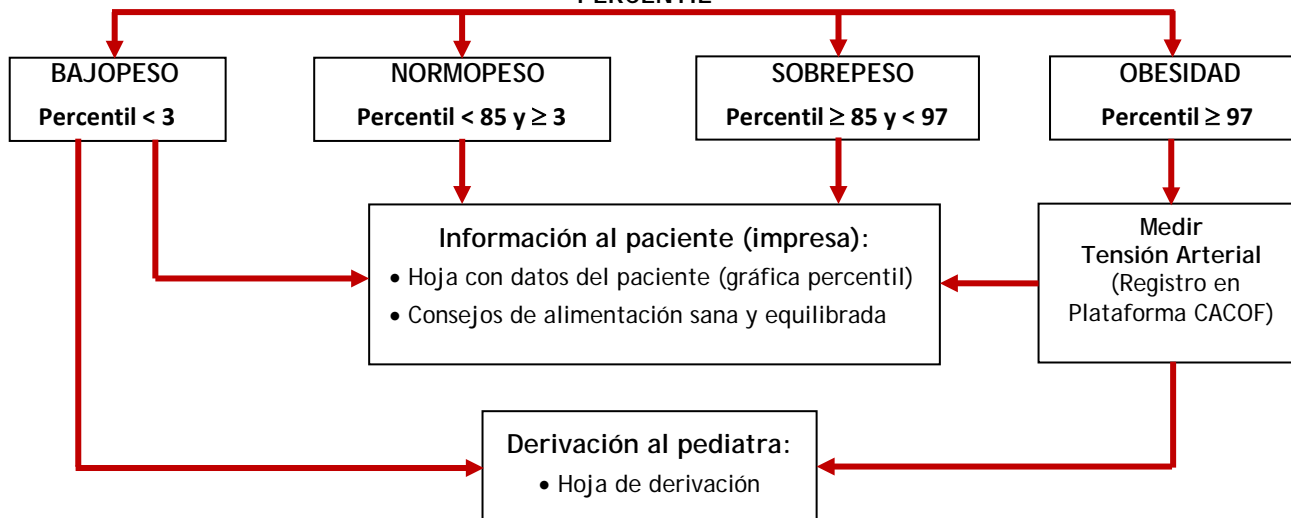 PERCENTIL
BAJOPESO
Percentil < 3
NORMOPESO
Percentil < 85 y ≥ 3
SOBREPESO
Percentil ≥ 85 y < 97
OBESIDAD
Percentil ≥ 97
Información al paciente (impresa):
• Hoja con datos del paciente (gráfica percentil)
• Consejos de alimentación sana y equilibrada
Medir
Tensión Arterial
(Registro en
Plataforma CACOF)
Derivación al pediatra:
• Hoja de derivación